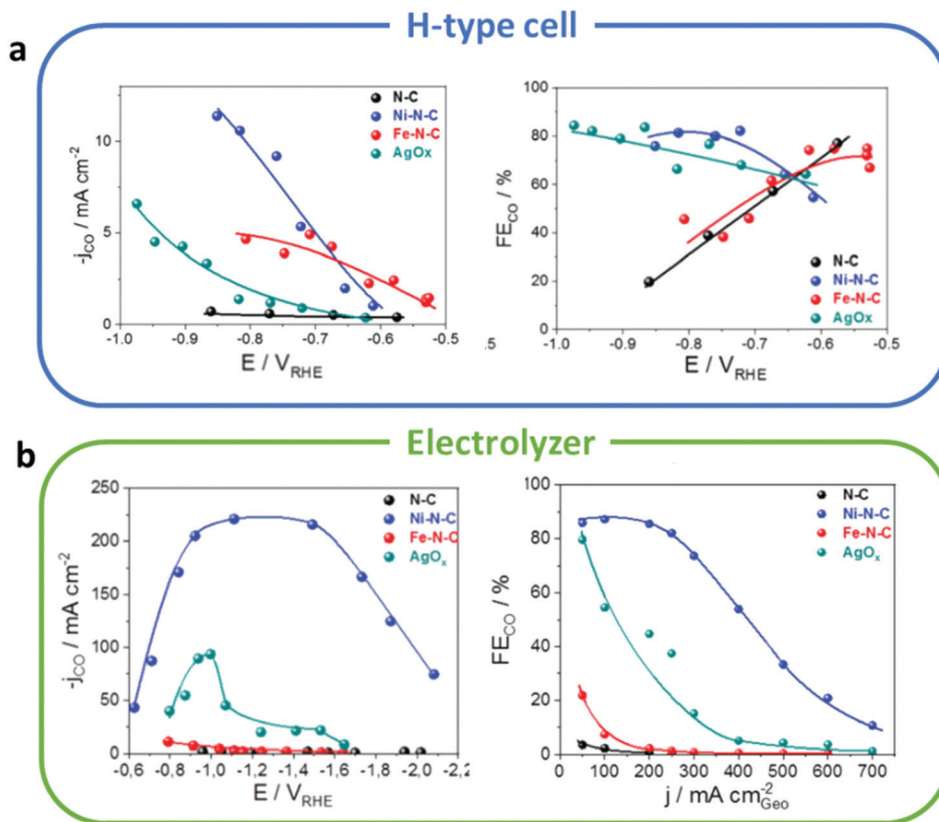 H-type cell
a
-j_CO / mA cm⁻²
10
5
0
-1.0 -0.9 -0.8 -0.7 -0.6 -0.5
E / V_RHE
N-C
Ni-N-C
Fe-N-C
AgOx
FE_CO / %
100
80
60
40
20
0
.5
-1.0 -0.9 -0.8 -0.7 -0.6 -0.5
E / V_RHE
N-C
Ni-N-C
Fe-N-C
AgOx
Electrolyzer
b
-j_CO / mA cm⁻²
250
200
150
100
50
0
-0,6 -0,8 -1,0 -1,2 -1,4 -1,6 -1,8 -2,0 -2,2
E / V_RHE
N-C
Ni-N-C
Fe-N-C
AgOₓ
FE_CO / %
100
80
60
40
20
0
0 100 200 300 400 500 600 700
j / mA cm⁻²_Geo
N-C
Ni-N-C
Fe-N-C
AgOₓ